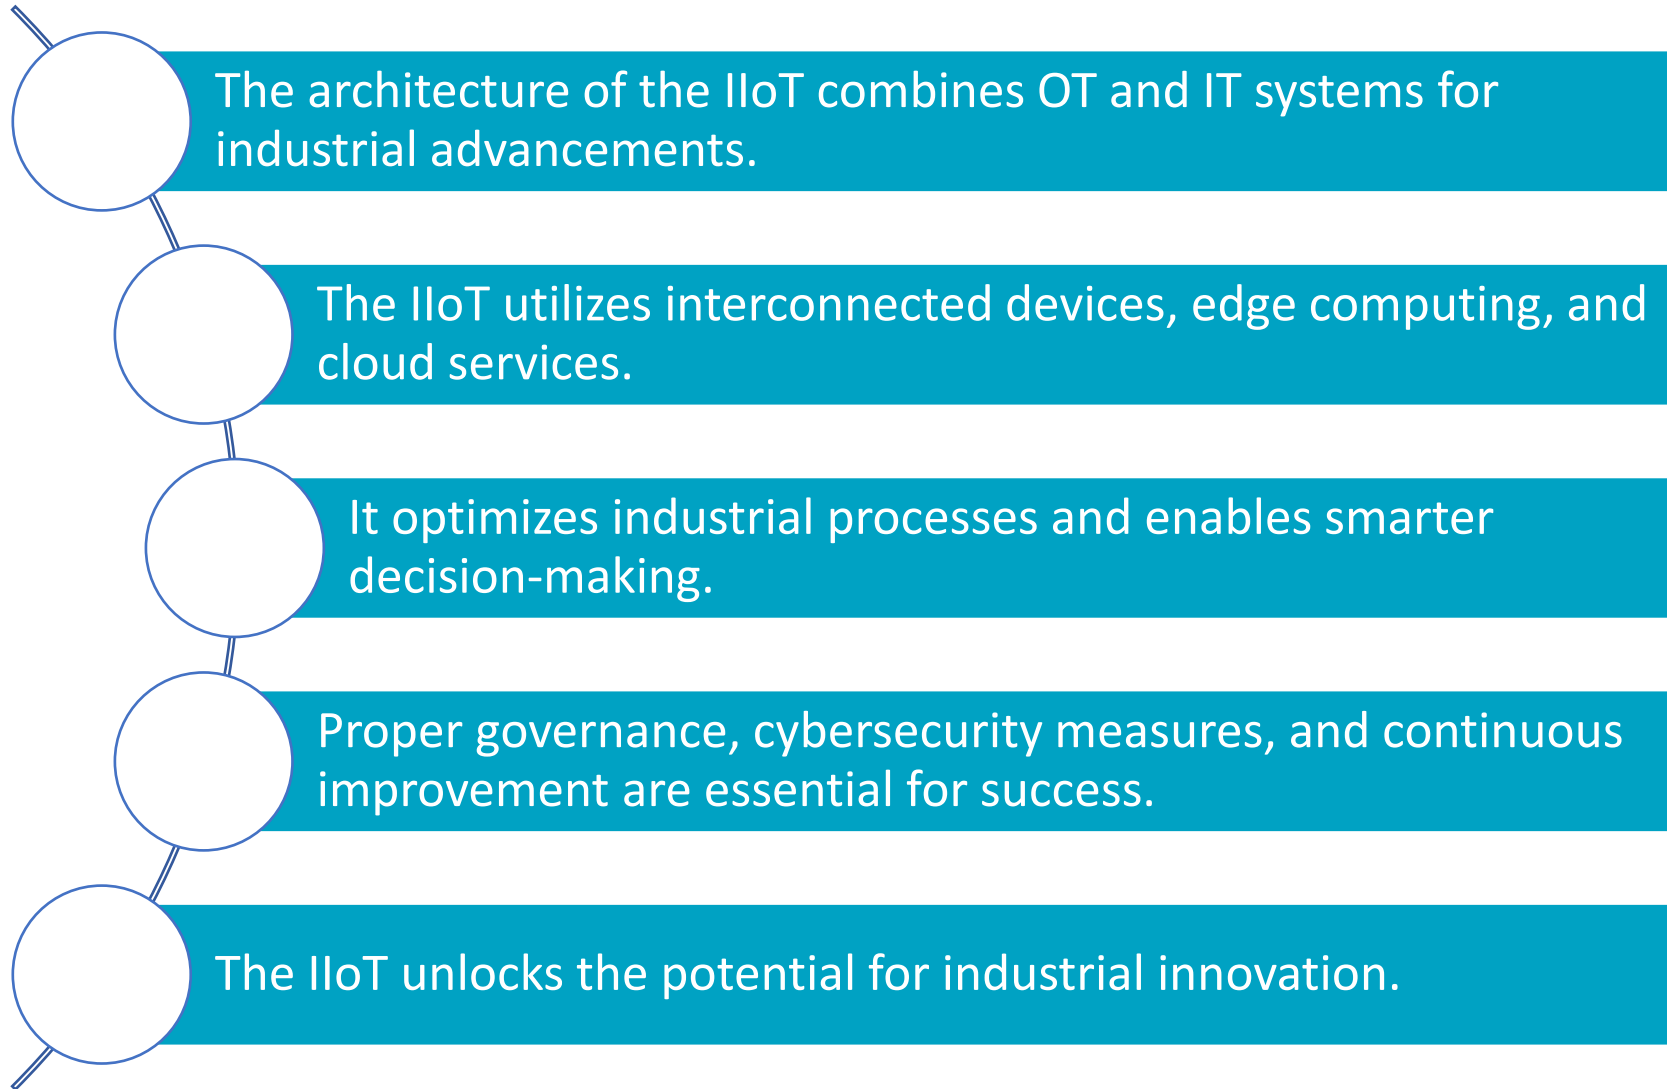 The architecture of the IIoT combines OT and IT systems for
industrial advancements.
The IIoT utilizes interconnected devices, edge computing, and
cloud services.
It optimizes industrial processes and enables smarter
decision-making.
Proper governance, cybersecurity measures, and continuous
improvement are essential for success.
The IIoT unlocks the potential for industrial innovation.